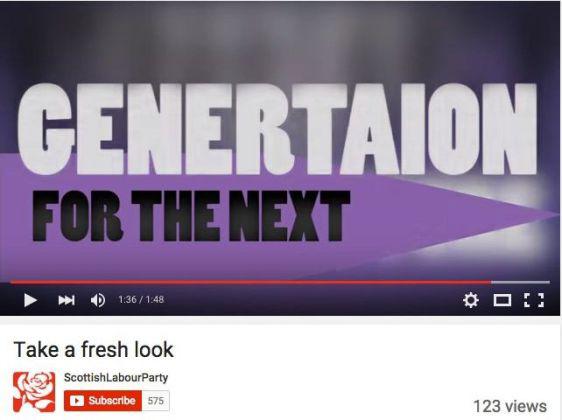 GENERTAION
FOR THE NEXT
1:36 / 1:48
Take a fresh look
ScottishLabourParty
Subscribe 575
123 views